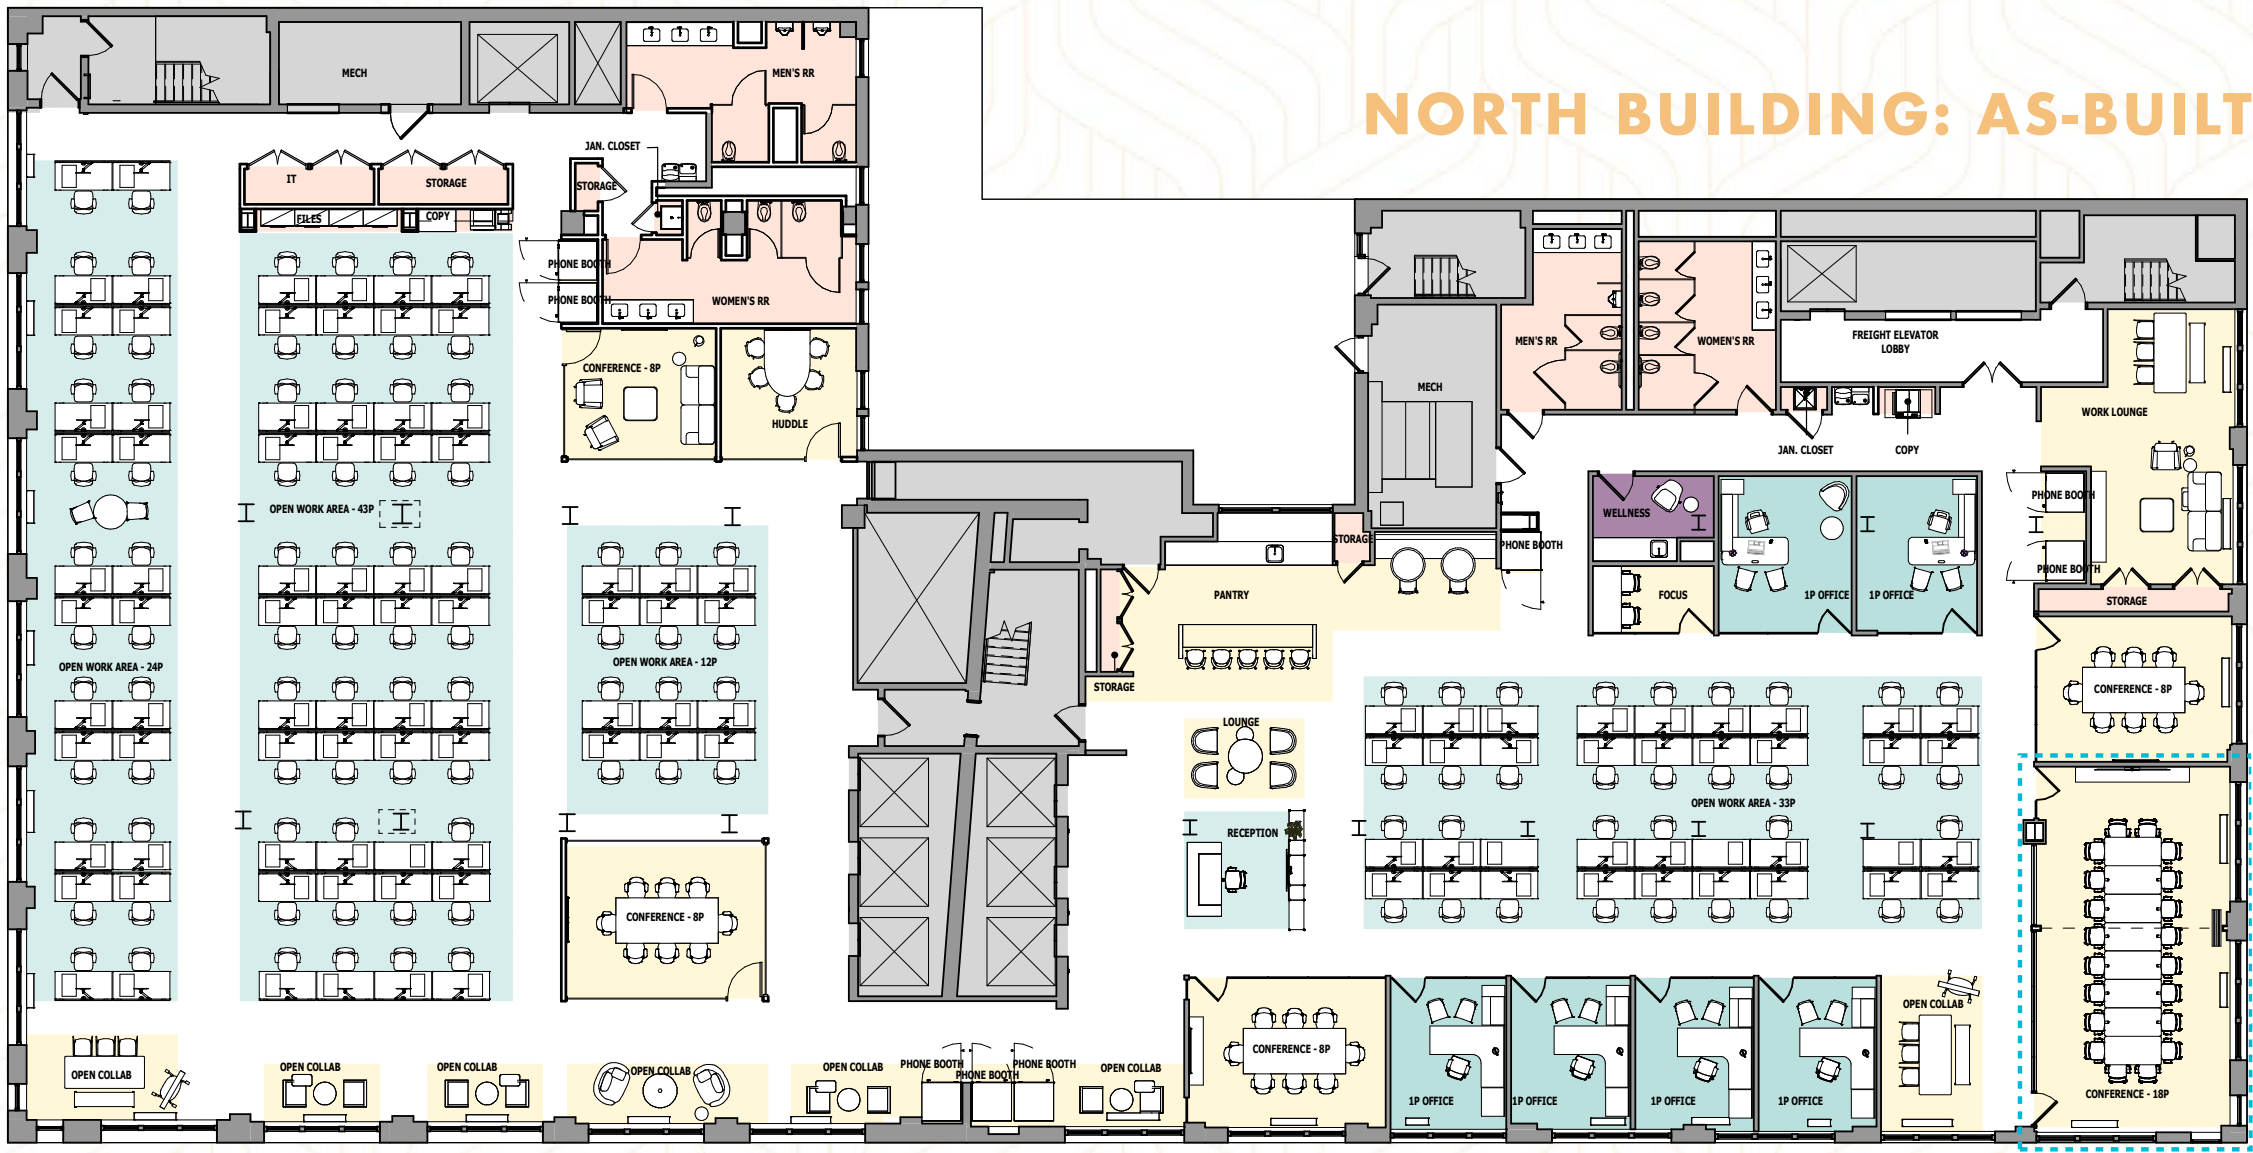 NORTH BUILDING: AS-BUILT
MECH
MEN'S RR
JAN. CLOSET
IT
STORAGE
STORAGE
FILES
COPY
PHONE BOOTH
PHONE BOOTH
WOMEN'S RR
CONFERENCE - 8P
HUDDLE
OPEN WORK AREA - 43P
OPEN WORK AREA - 24P
OPEN WORK AREA - 12P
CONFERENCE - 8P
OPEN COLLAB
OPEN COLLAB
OPEN COLLAB
OPEN COLLAB
OPEN COLLAB
PHONE BOOTH
PHONE BOOTH
PHONE BOOTH
OPEN COLLAB
MECH
MEN'S RR
WOMEN'S RR
FREIGHT ELEVATOR
LOBBY
WORK LOUNGE
JAN. CLOSET
COPY
STORAGE
PHONE BOOTH
WELLNESS
FOCUS
1P OFFICE
1P OFFICE
PHONE BOOTH
PHONE BOOTH
STORAGE
PANTRY
STORAGE
LOUNGE
RECEPTION
OPEN WORK AREA - 33P
CONFERENCE - 8P
CONFERENCE - 8P
1P OFFICE
1P OFFICE
1P OFFICE
1P OFFICE
OPEN COLLAB
CONFERENCE - 18P